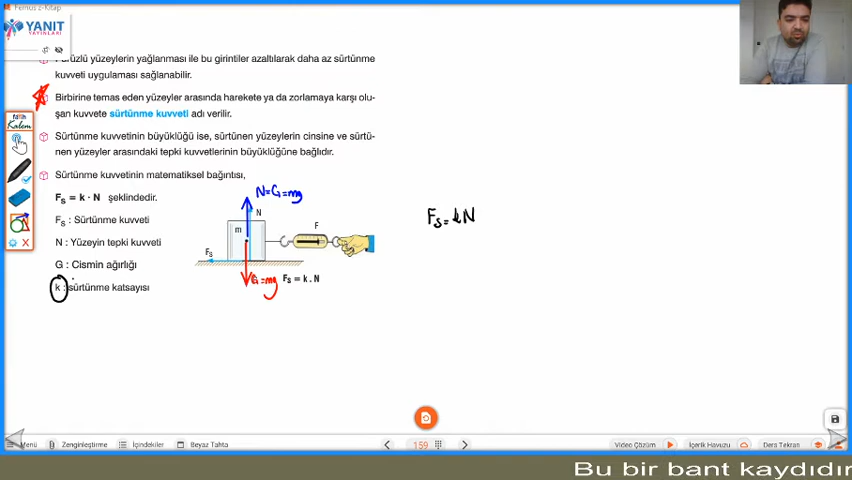 Fernus z-Kitap
YANIT
YAYINLARI
Pürüzlü yüzeylerin yağlanması ile bu girintiler azaltılarak daha az sürtünme
kuvveti uygulaması sağlanabilir.
Birbirine temas eden yüzeyler arasında harekete ya da zorlamaya karşı olu-
şan kuvvete sürtünme kuvveti adı verilir.
fatih
Kalem
Sürtünme kuvvetinin büyüklüğü ise, sürtünen yüzeylerin cinsine ve sürtü-
nen yüzeyler arasındaki tepki kuvvetlerinin büyüklüğüne bağlıdır.
Sürtünme kuvvetinin matematiksel bağıntısı,
FS = k · N şeklindedir.
FS : Sürtünme kuvveti
N : Yüzeyin tepki kuvveti
G : Cismin ağırlığı
k : sürtünme katsayısı
N=G=mg
N
m
F
FS
G=mg
FS = k . N
FS = kN
Menü
Zenginleştirme
İçindekiler
Beyaz Tahta
159
Video Çözüm
İçerik Havuzu
Ders Tekrarı
Bu bir bant kaydıdır